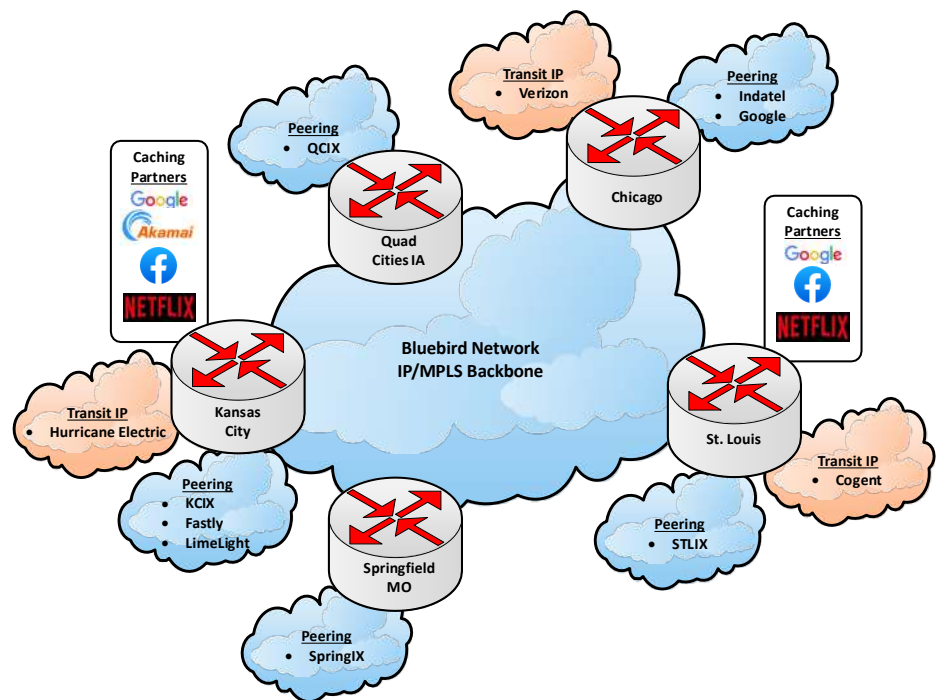 Transit IP
• Verizon
Peering
• Indatel
• Google
Peering
• QCIX
Chicago
Caching
Partners
Google
Akamai
f
NETFLIX
Quad
Cities IA
Caching
Partners
Google
f
NETFLIX
Bluebird Network
IP/MPLS Backbone
Transit IP
• Hurricane Electric
Kansas
City
St. Louis
Transit IP
• Cogent
Peering
• KCIX
• Fastly
• LimeLight
Peering
• STLIX
Springfield
MO
Peering
• SpringIX